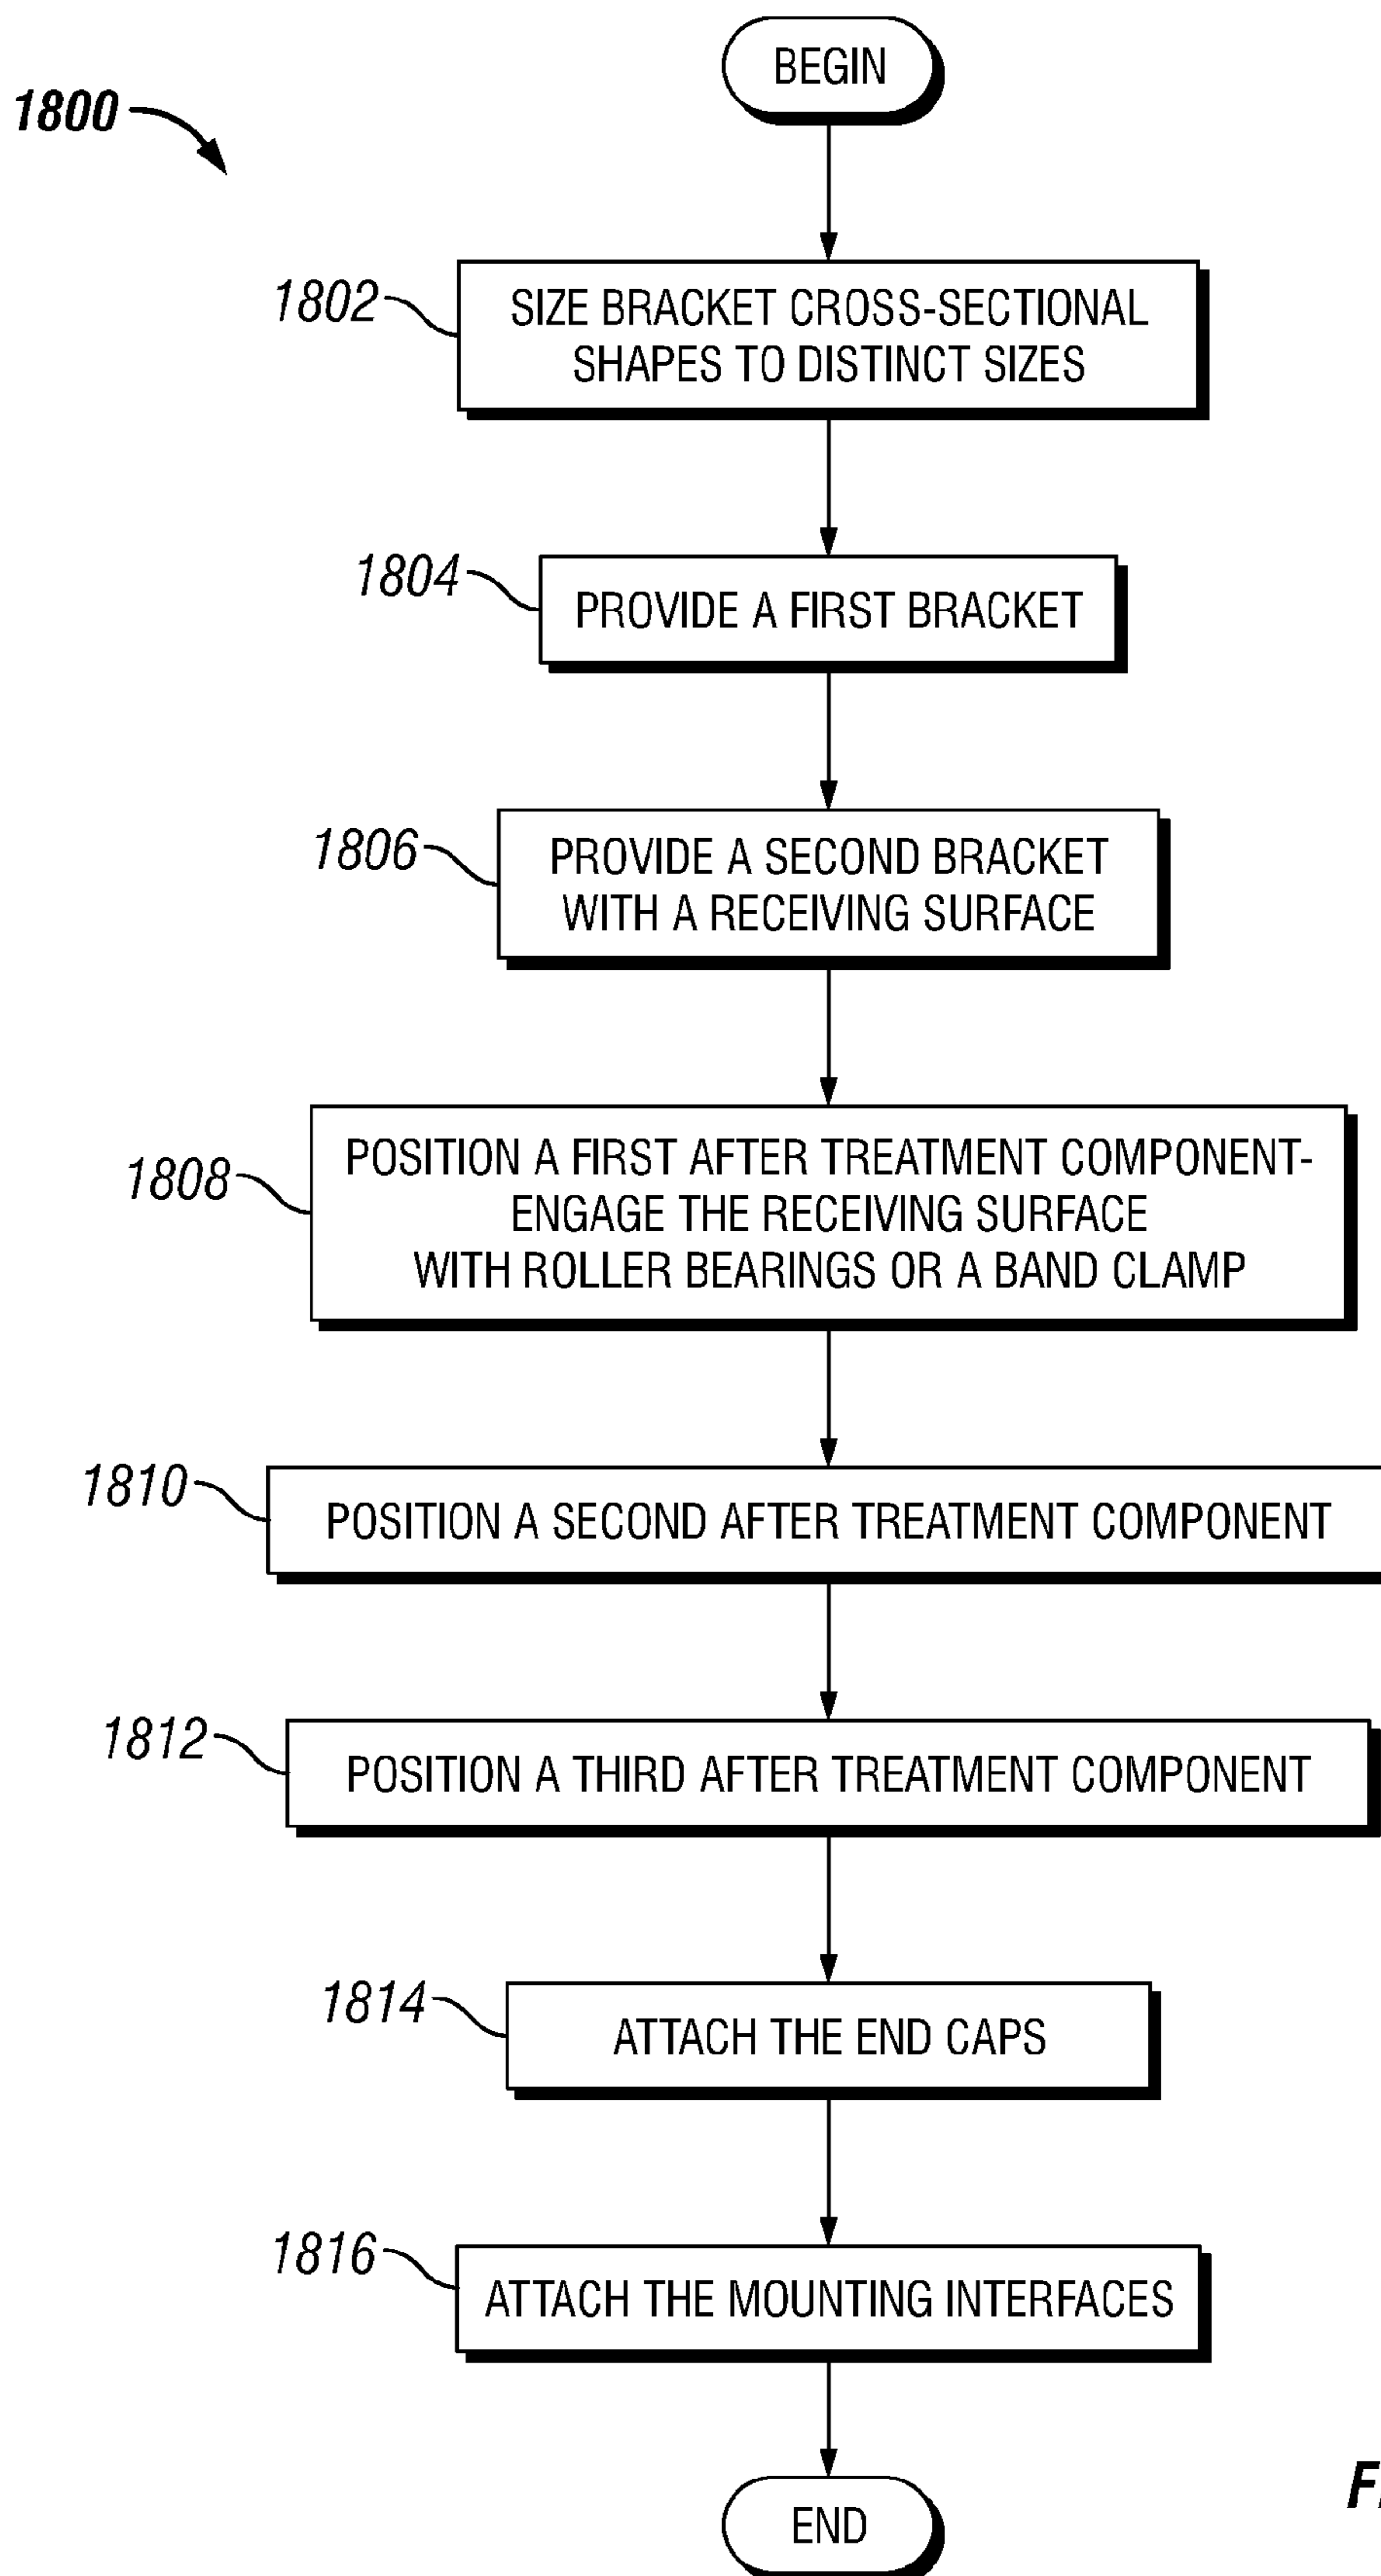 BEGIN
1800
1802
SIZE BRACKET CROSS-SECTIONAL
SHAPES TO DISTINCT SIZES
1804
PROVIDE A FIRST BRACKET
1806
PROVIDE A SECOND BRACKET
WITH A RECEIVING SURFACE
1808
POSITION A FIRST AFTER TREATMENT COMPONENT-
ENGAGE THE RECEIVING SURFACE
WITH ROLLER BEARINGS OR A BAND CLAMP
1810
POSITION A SECOND AFTER TREATMENT COMPONENT
1812
POSITION A THIRD AFTER TREATMENT COMPONENT
1814
ATTACH THE END CAPS
1816
ATTACH THE MOUNTING INTERFACES
END